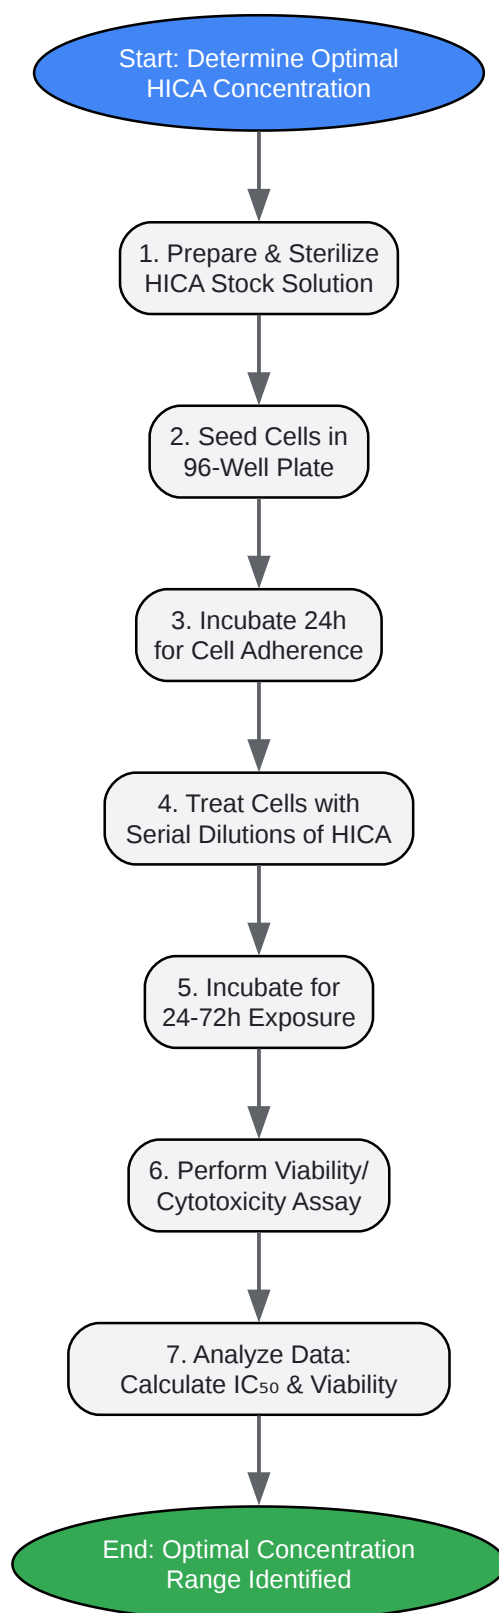 Start: Determine Optimal
HICA Concentration
1. Prepare & Sterilize
HICA Stock Solution
2. Seed Cells in
96-Well Plate
3. Incubate 24h
for Cell Adherence
4. Treat Cells with
Serial Dilutions of HICA
5. Incubate for
24-72h Exposure
6. Perform Viability/
Cytotoxicity Assay
7. Analyze Data:
Calculate IC₅₀ & Viability
End: Optimal Concentration
Range Identified